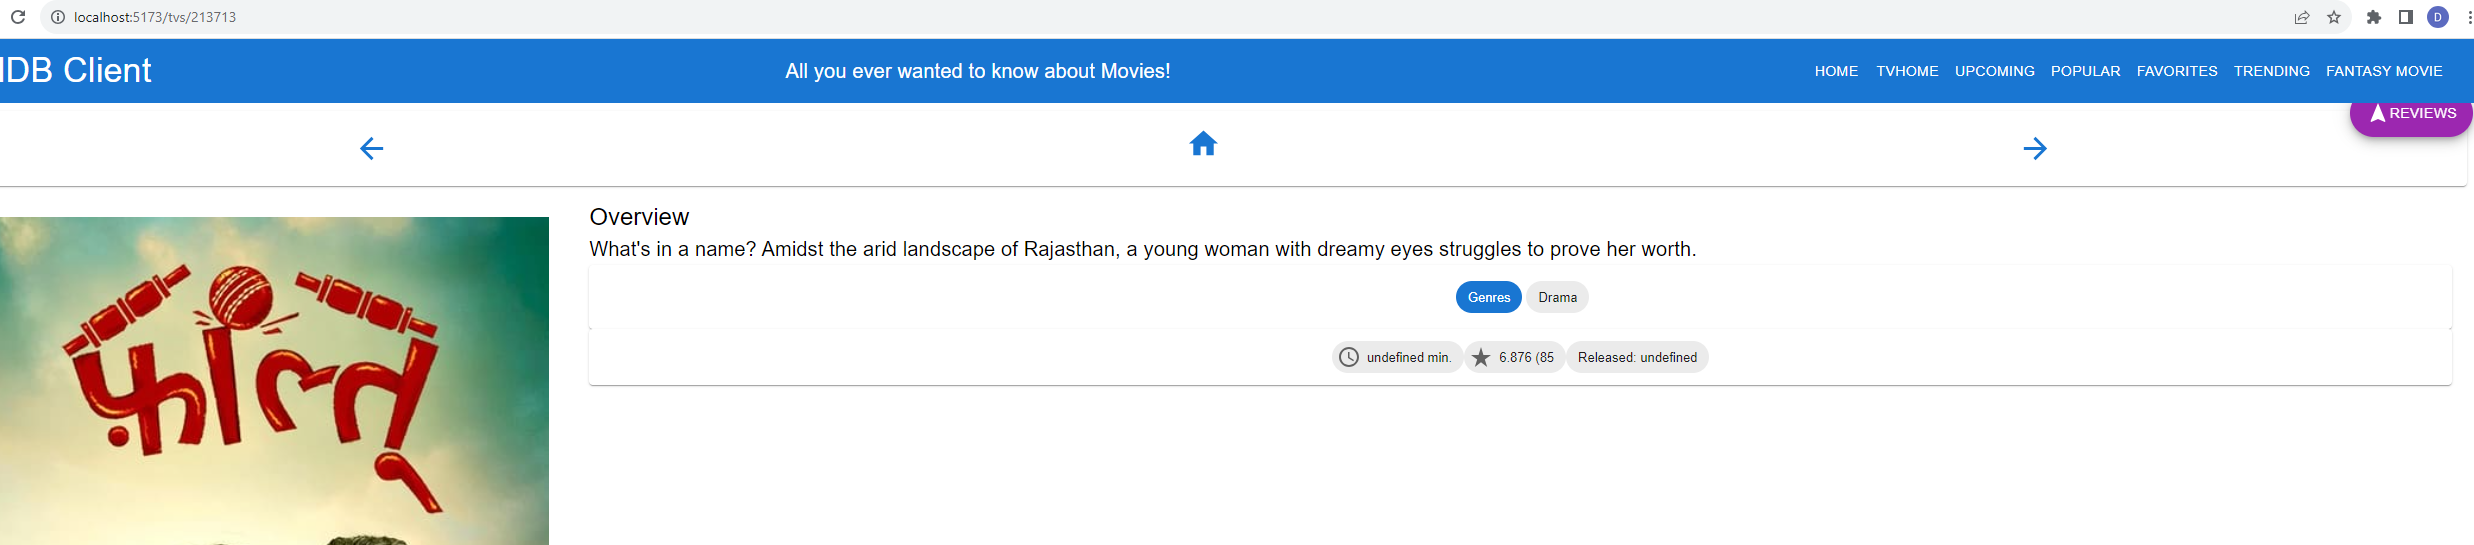 localhost:5173/tvs/213713
D
DB Client
All you ever wanted to know about Movies!
HOME TVHOME UPCOMING POPULAR FAVORITES TRENDING FANTASY MOVIE
REVIEWS
Overview
What's in a name? Amidst the arid landscape of Rajasthan, a young woman with dreamy eyes struggles to prove her worth.
Genres Drama
undefined min. 6.876 (85 Released: undefined
फ़ालतू